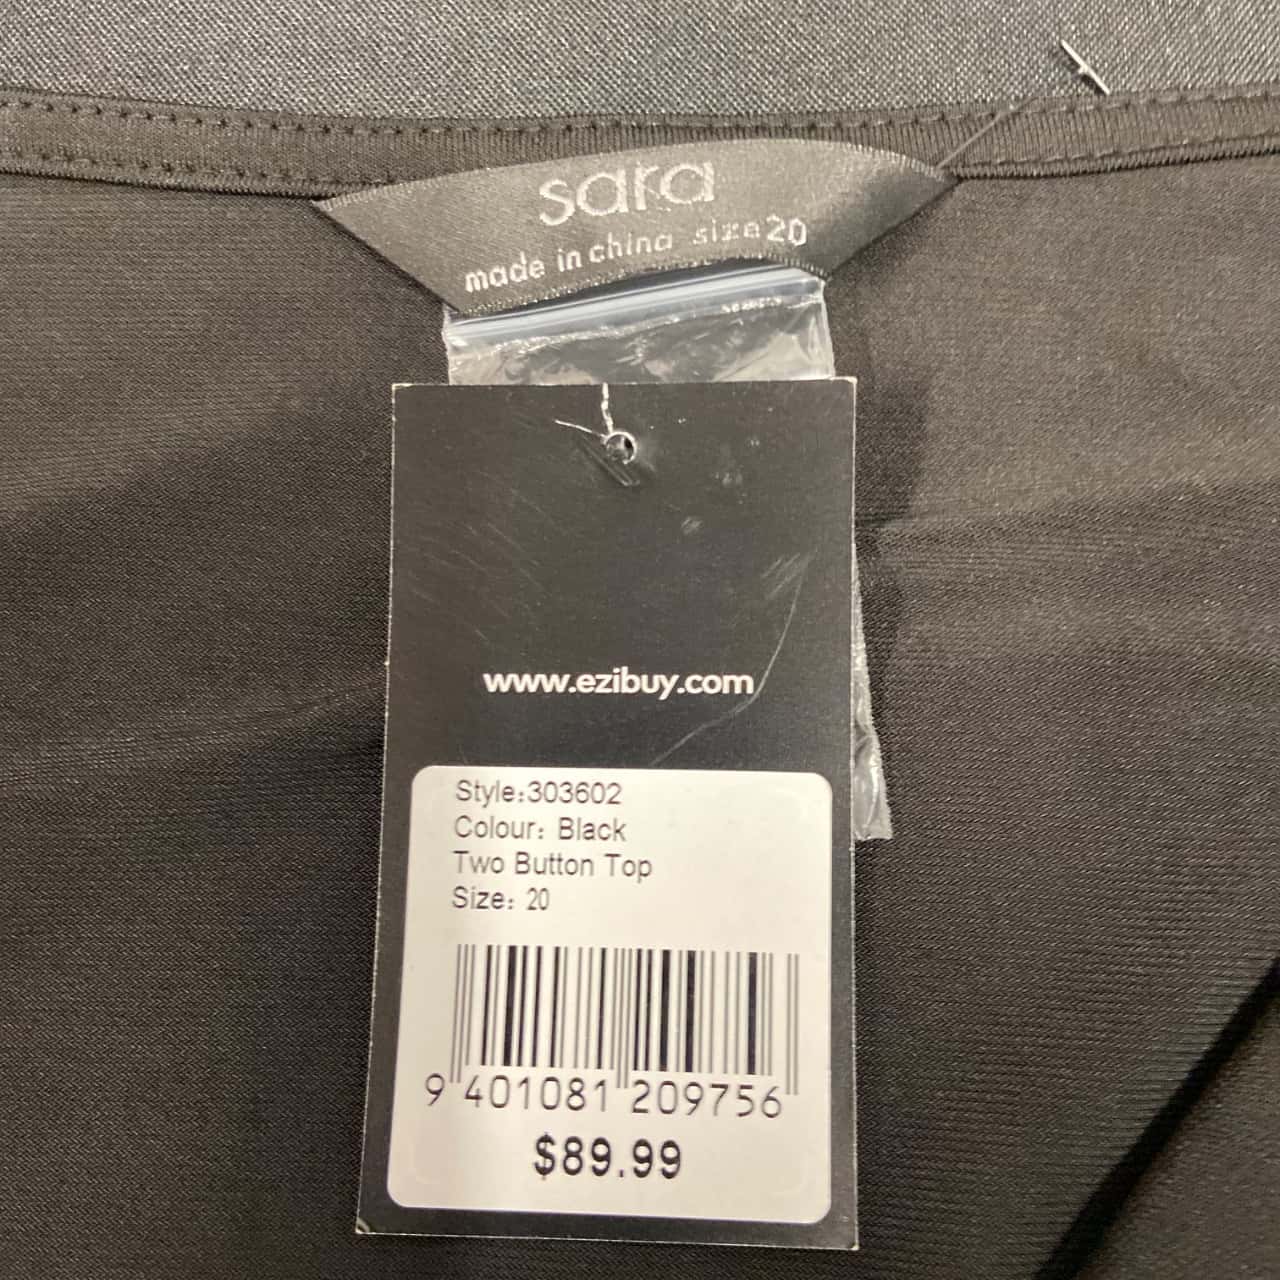 sara
made in china size 20
www.ezibuy.com
Style:303602
Colour: Black
Two Button Top
Size: 20
9 401081 209756
$89.99